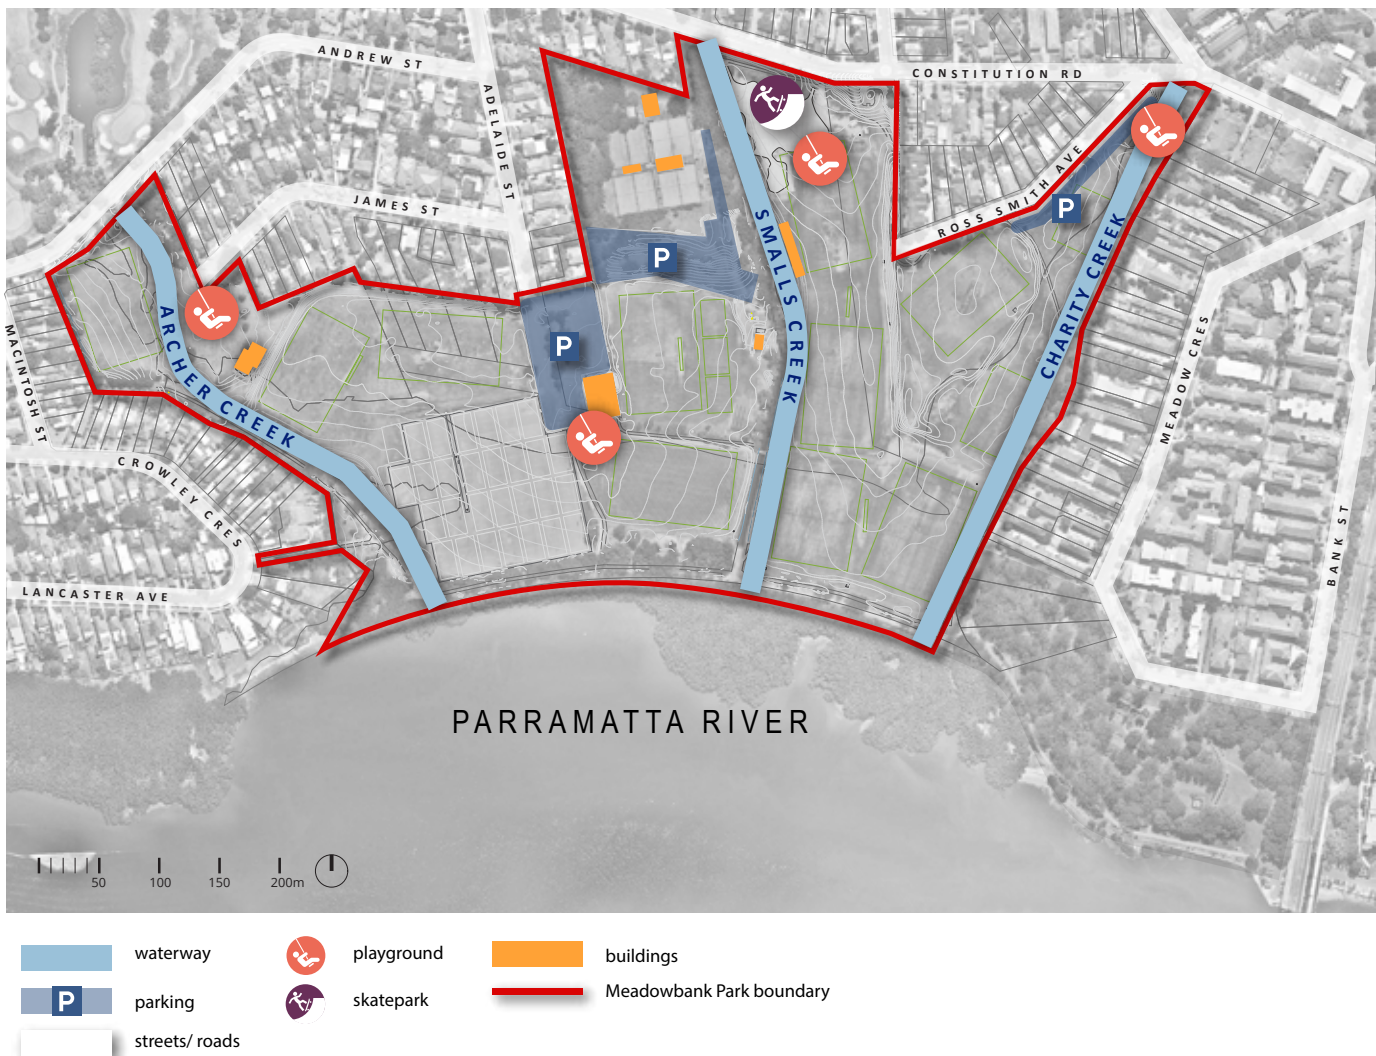 ANDREW ST
ADELAIDE ST
CONSTITUTION RD
JAMES ST
ROSS SMITH AVE
P
P
P
SMALLS CREEK
CHARITY CREEK
ARCHER CREEK
MACINTOSH ST
MEADOW CRES
CROWLEY CRES
BANK ST
LANCASTER AVE
PARRAMATTA RIVER
50 100 150 200m
waterway playground buildings
P parking skatepark Meadowbank Park boundary
streets/ roads